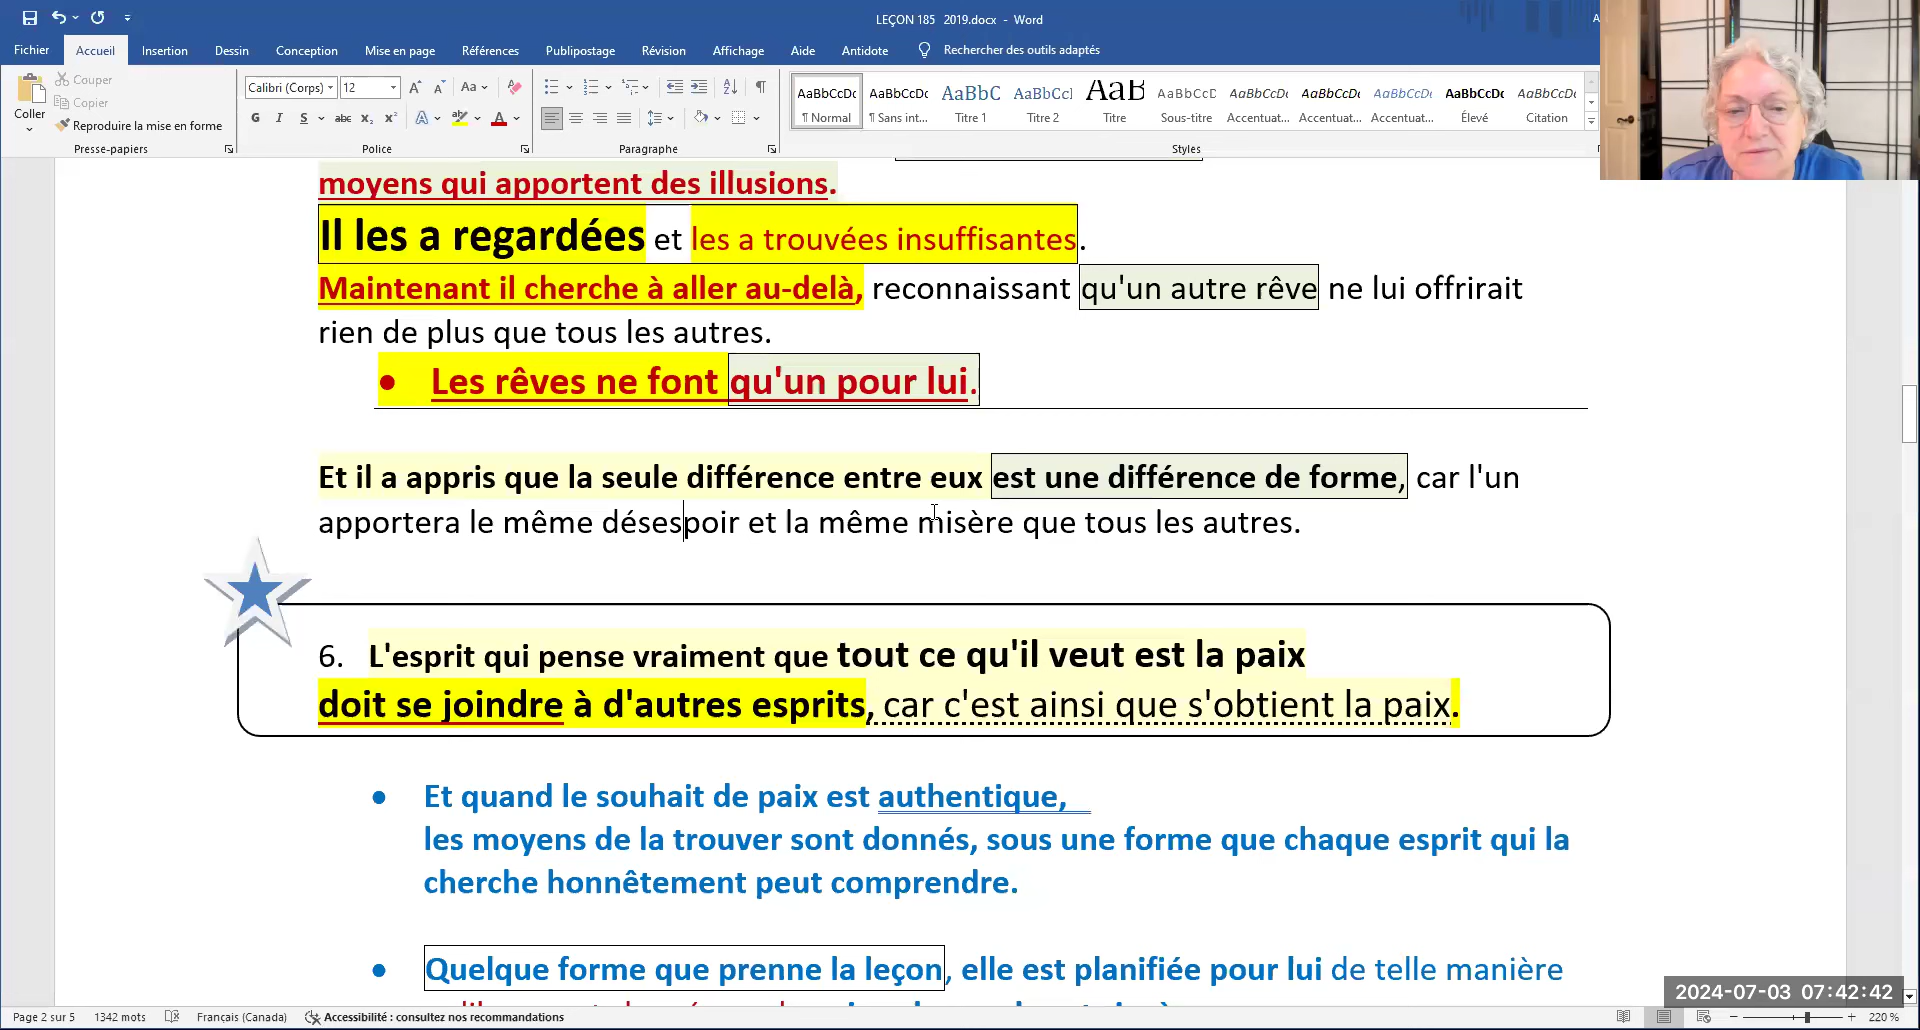 LEÇON 185 2019.docx - Word
Fichier Accueil Insertion Dessin Conception Mise en page Références Publipostage Révision Affichage Aide Antidote Rechercher des outils adaptés
Coller
Couper
Copier
Reproduire la mise en forme
Presse-papiers
Calibri (Corps) 12
G I S abc x₂ x²
Police
Paragraphe
AaBbCcDc AaBbCcDc AaBbC AaBbCcI AaB AaBbCcD AaBbCcDc AaBbCcDc AaBbCcDc AaBbCcDc AaBbCcDc
¶ Normal ¶ Sans int... Titre 1 Titre 2 Titre Sous-titre Accentuat... Accentuat... Accentuat... Élevé Citation
Styles
moyens qui apportent des illusions.
Il les a regardées et les a trouvées insuffisantes.
Maintenant il cherche à aller au-delà, reconnaissant qu'un autre rêve ne lui offrirait
rien de plus que tous les autres.
• Les rêves ne font qu'un pour lui.
Et il a appris que la seule différence entre eux est une différence de forme, car l'un
apportera le même désespoir et la même misère que tous les autres.
6. L'esprit qui pense vraiment que tout ce qu'il veut est la paix
doit se joindre à d'autres esprits, car c'est ainsi que s'obtient la paix.
• Et quand le souhait de paix est authentique,
les moyens de la trouver sont donnés, sous une forme que chaque esprit qui la
cherche honnêtement peut comprendre.
• Quelque forme que prenne la leçon, elle est planifiée pour lui de telle manière
2024-07-03 07:42:42
Page 2 sur 5 1342 mots Français (Canada) Accessibilité : consultez nos recommandations 220 %